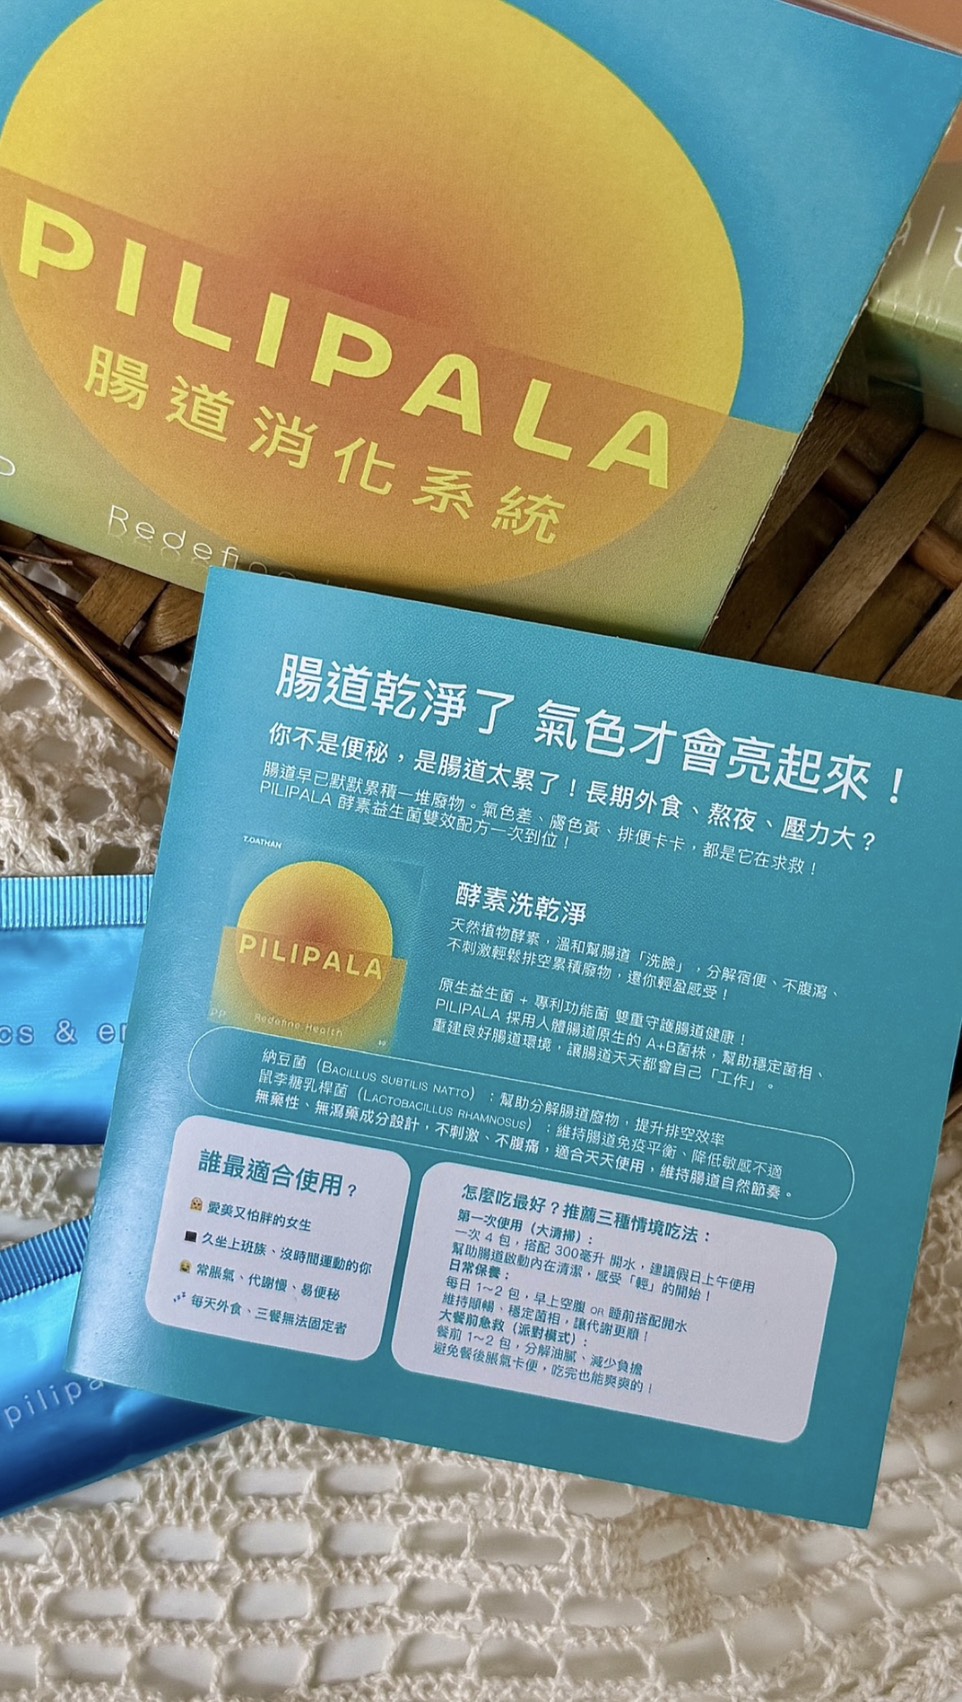 PILIPALA
腸道消化系統
腸道乾淨了 氣色才會亮起來！
你不是便秘，是腸道太累了！長期外食、熬夜、壓力大？
腸道早已默默累積一堆廢物。氣色差、膚色黃、排便卡卡，都是它在求救！
PILIPALA 酵素益生菌雙效配方一次到位！
T.OATHAN
PILIPALA
PP
Redefine Health
酵素洗乾淨
天然植物酵素，溫和幫腸道「洗臉」，分解宿便、不腹瀉、
不刺激輕鬆排空累積廢物，還你輕盈感受！
原生益生菌 + 專利功能菌 雙重守護腸道健康！
PILIPALA 採用人體腸道原生的 A+B菌株，幫助穩定菌相、
重建良好腸道環境，讓腸道天天都會自己「工作」。
納豆菌（BACILLUS SUBTILIS NATTO）：幫助分解腸道廢物，提升排空效率
鼠李糖乳桿菌（LACTOBACILLUS RHAMNOSUS）：維持腸道免疫平衡、降低敏感不適
無藥性、無瀉藥成分設計，不刺激、不腹痛，適合天天使用，維持腸道自然節奏。
誰最適合使用？
愛美又怕胖的女生
久坐上班族、沒時間運動的你
常脹氣、代謝慢、易便秘
每天外食、三餐無法固定者
怎麼吃最好？推薦三種情境吃法：
第一次使用（大清掃）：
一次 4 包，搭配 300毫升 開水，建議假日上午使用
幫助腸道啟動內在清潔，感受「輕」的開始！
日常保養：
每日 1~2 包，早上空腹 OR 睡前搭配開水
維持順暢、穩定菌相，讓代謝更順！
大餐前急救（派對模式）：
餐前 1~2 包，分解油膩、減少負擔
避免餐後脹氣卡便，吃完也能爽爽的！
cs & e
pilipa